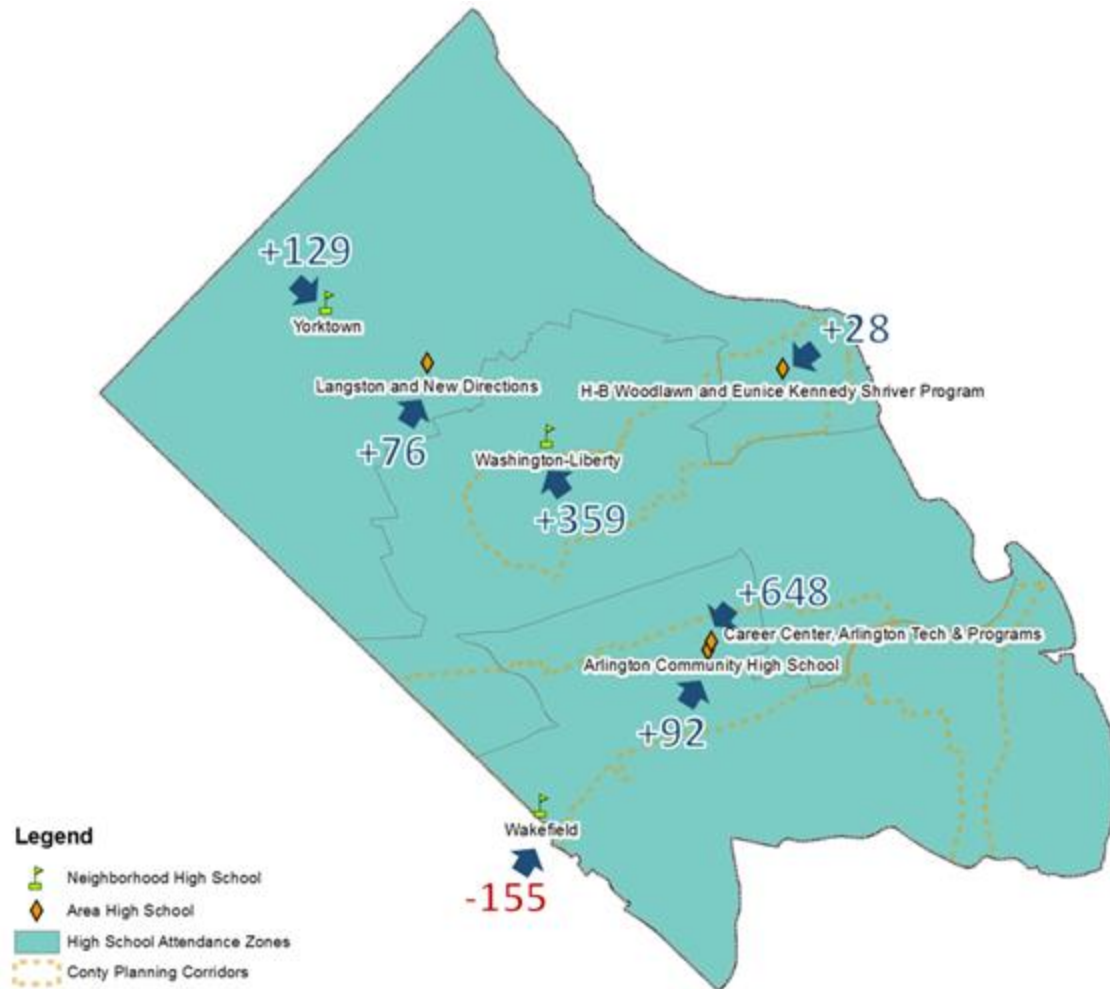 +129
Yorktown
+28
Langston and New Directions
H-B Woodlawn and Eunice Kennedy Shriver Program
+76
Washington-Liberty
+359
+648
Career Center, Arlington Tech & Programs
Arlington Community High School
+92
Wakefield
-155
Legend
Neighborhood High School
Area High School
High School Attendance Zones
Conty Planning Corridors